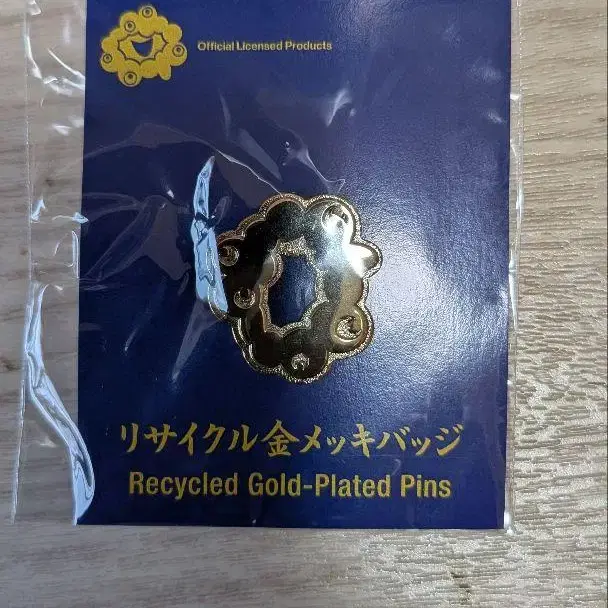 Official Licensed Products
リサイクル金メッキバッジ
Recycled Gold-Plated Pins